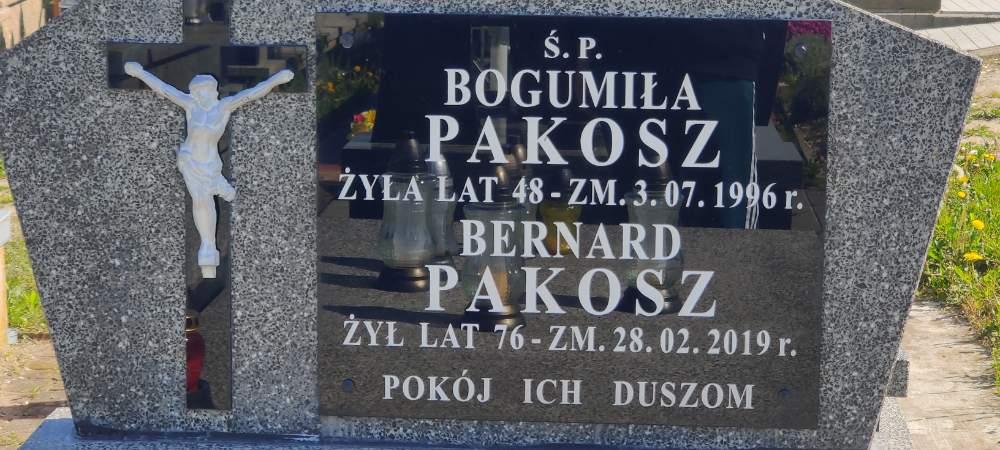 Ś. P.
BOGUMIŁA
PAKOSZ
ŻYŁA LAT 48 - ZM. 3. 07. 1996 r.
BERNARD
PAKOSZ
ŻYŁ LAT 76 - ZM. 28. 02. 2019 r.
POKÓJ ICH DUSZOM